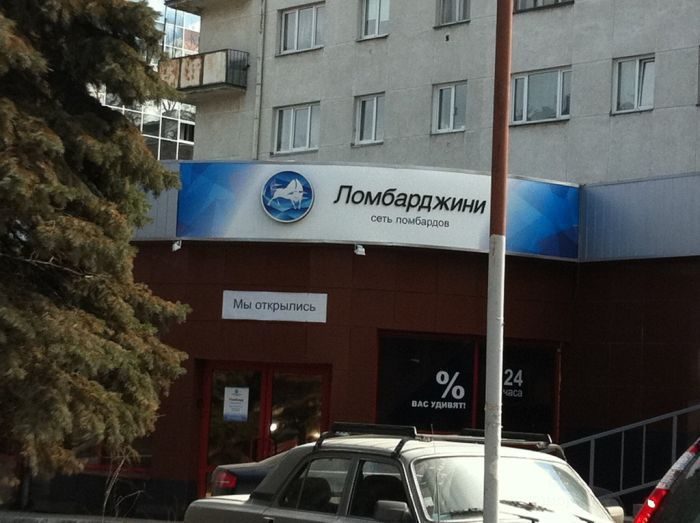 Ломбарджини
сеть ломбардов
Мы открылись
%
ВАС УДИВЯТ!
24
часа